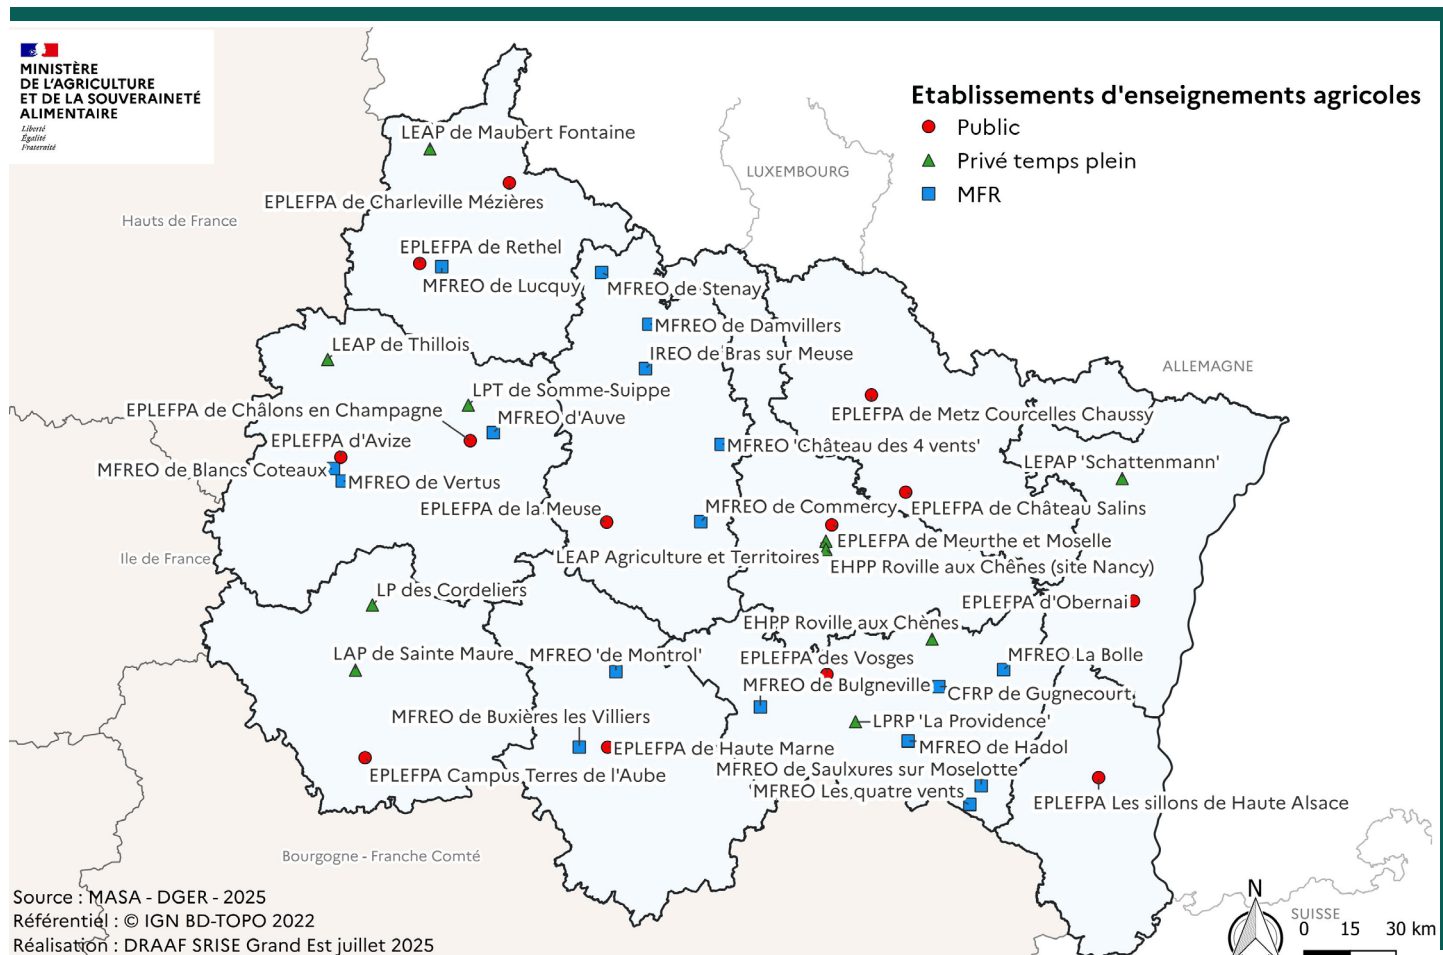 MINISTÈRE
DE L'AGRICULTURE
ET DE LA SOUVERAINETÉ
ALIMENTAIRE
Liberté
Égalité
Fraternité
Etablissements d'enseignements agricoles
Public
Privé temps plein
MFR
LEAP de Maubert Fontaine
LUXEMBOURG
EPLEFPA de Charleville Mézières
Hauts de France
EPLEFPA de Rethel
MFREO de Lucquy
MFREO de Stenay
MFREO de Damvillers
LEAP de Thillois
IREO de Bras sur Meuse
ALLEMAGNE
LPT de Somme-Suippe
EPLEFPA de Châlons en Champagne
MFREO d'Auve
EPLEFPA de Metz Courcelles Chaussy
EPLEFPA d'Avize
MFREO 'Château des 4 vents'
LEPAP 'Schattenmann'
MFREO de Blancs Coteaux
MFREO de Vertus
EPLEFPA de la Meuse
MFREO de Commercy
EPLEFPA de Château Salins
EPLEFPA de Meurthe et Moselle
Ile de France
LEAP Agriculture et Territoires
EHPP Roville aux Chênes (site Nancy)
LP des Cordeliers
EPLEFPA d'Obernai
EHPP Roville aux Chènes
LAP de Sainte Maure
MFREO 'de Montrol'
EPLEFPA des Vosges
MFREO La Bolle
MFREO de Bulgneville
CFRP de Gugnecourt
MFREO de Buxières les Villiers
LPRP 'La Providence'
EPLEFPA de Haute Marne
MFREO de Hadol
EPLEFPA Campus Terres de l'Aube
MFREO de Saulxures sur Moselotte
'MFREO Les quatre vents
EPLEFPA Les sillons de Haute Alsace
Bourgogne - Franche Comté
Source : MASA - DGER - 2025
Référentiel : © IGN BD-TOPO 2022
Réalisation : DRAAF SRISE Grand Est juillet 2025
N
SUISSE
0 15 30 km